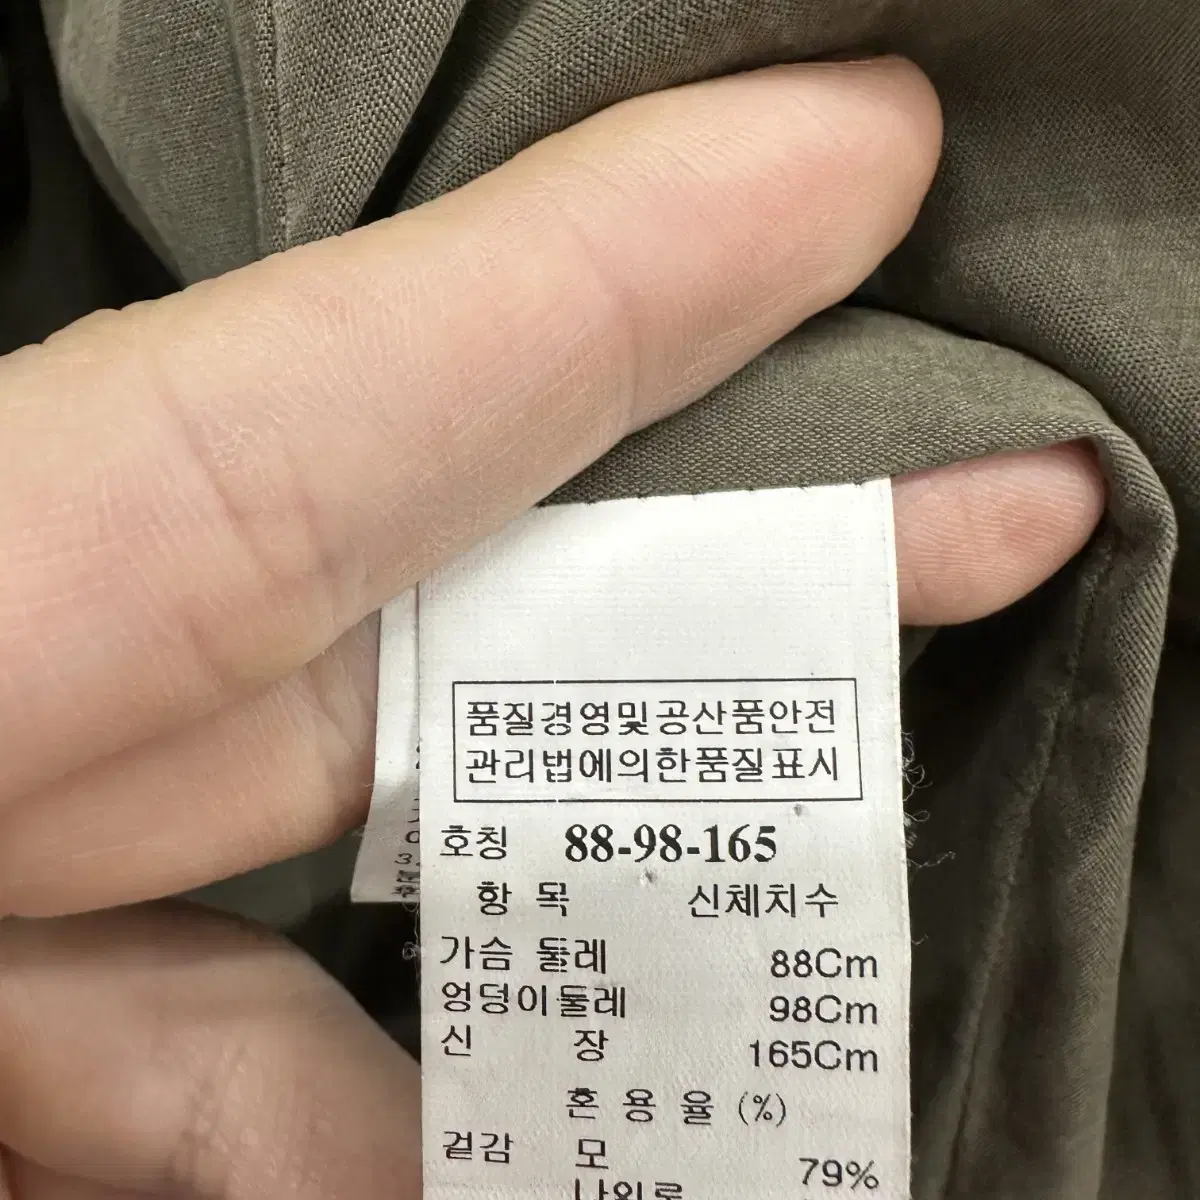 품질경영및공산품안전
관리법에의한품질표시
호칭 88-98-165
항 목 신체치수
가슴 둘레 88Cm
엉덩이둘레 98Cm
신 장 165Cm
혼 용 율 (%)
겉감 모 79%